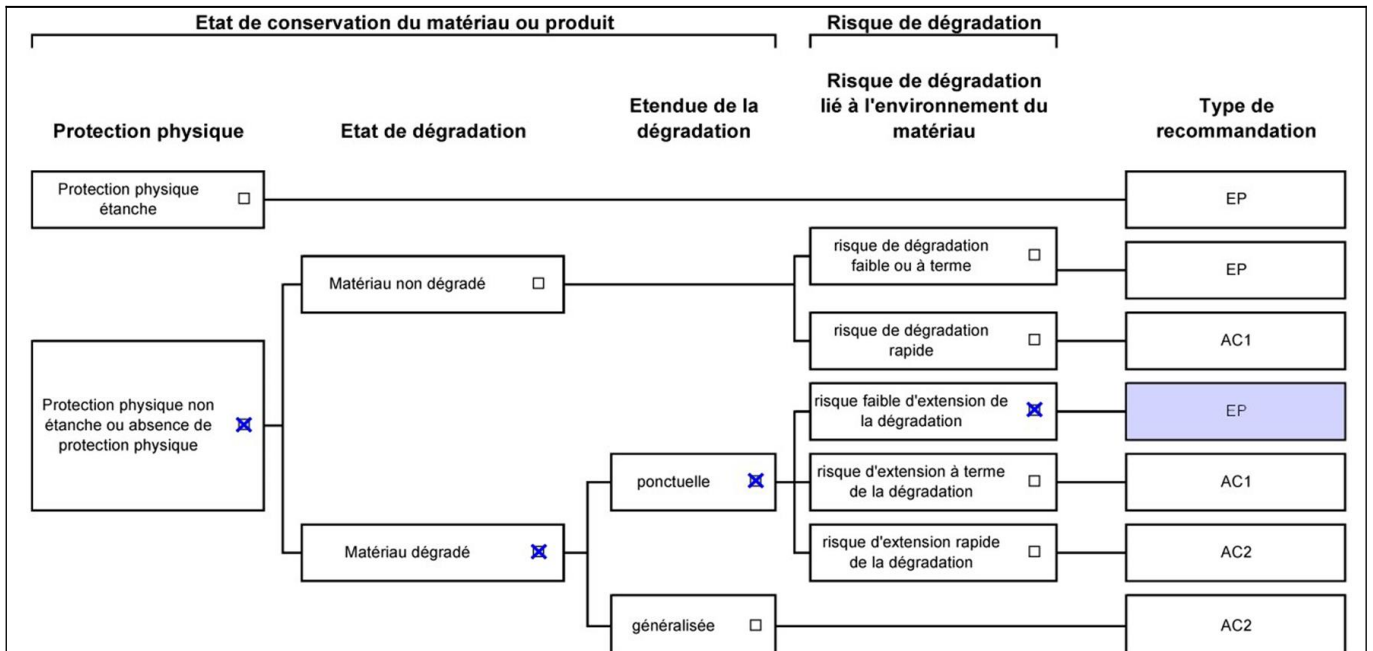 Etat de conservation du matériau ou produit
Risque de dégradation
Protection physique
Etat de dégradation
Etendue de la
dégradation
Risque de dégradation
lié à l'environnement du
matériau
Type de
recommandation
Protection physique
étanche
EP
risque de dégradation
faible ou à terme
EP
Matériau non dégradé
risque de dégradation
rapide
AC1
Protection physique non
étanche ou absence de
protection physique
risque faible d'extension de
la dégradation
EP
ponctuelle
risque d'extension à terme
de la dégradation
AC1
Matériau dégradé
risque d'extension rapide
de la dégradation
AC2
généralisée
AC2